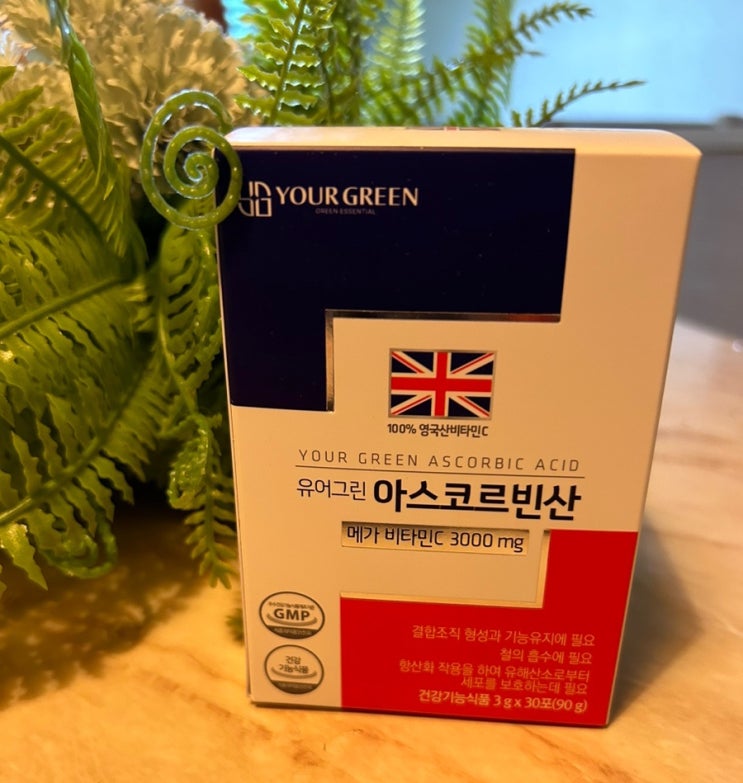 YOUR GREEN
GREEN ESSENTIAL
100% 영국산비타민C
YOUR GREEN ASCORBIC ACID
유어그린 아스코르빈산
메가 비타민C 3000 mg
GMP
건강
기능식품
결합조직 형성과 기능유지에 필요
철의 흡수에 필요
항산화 작용을 하여 유해산소로부터
세포를 보호하는데 필요
건강기능식품 3 g x 30포(90 g)